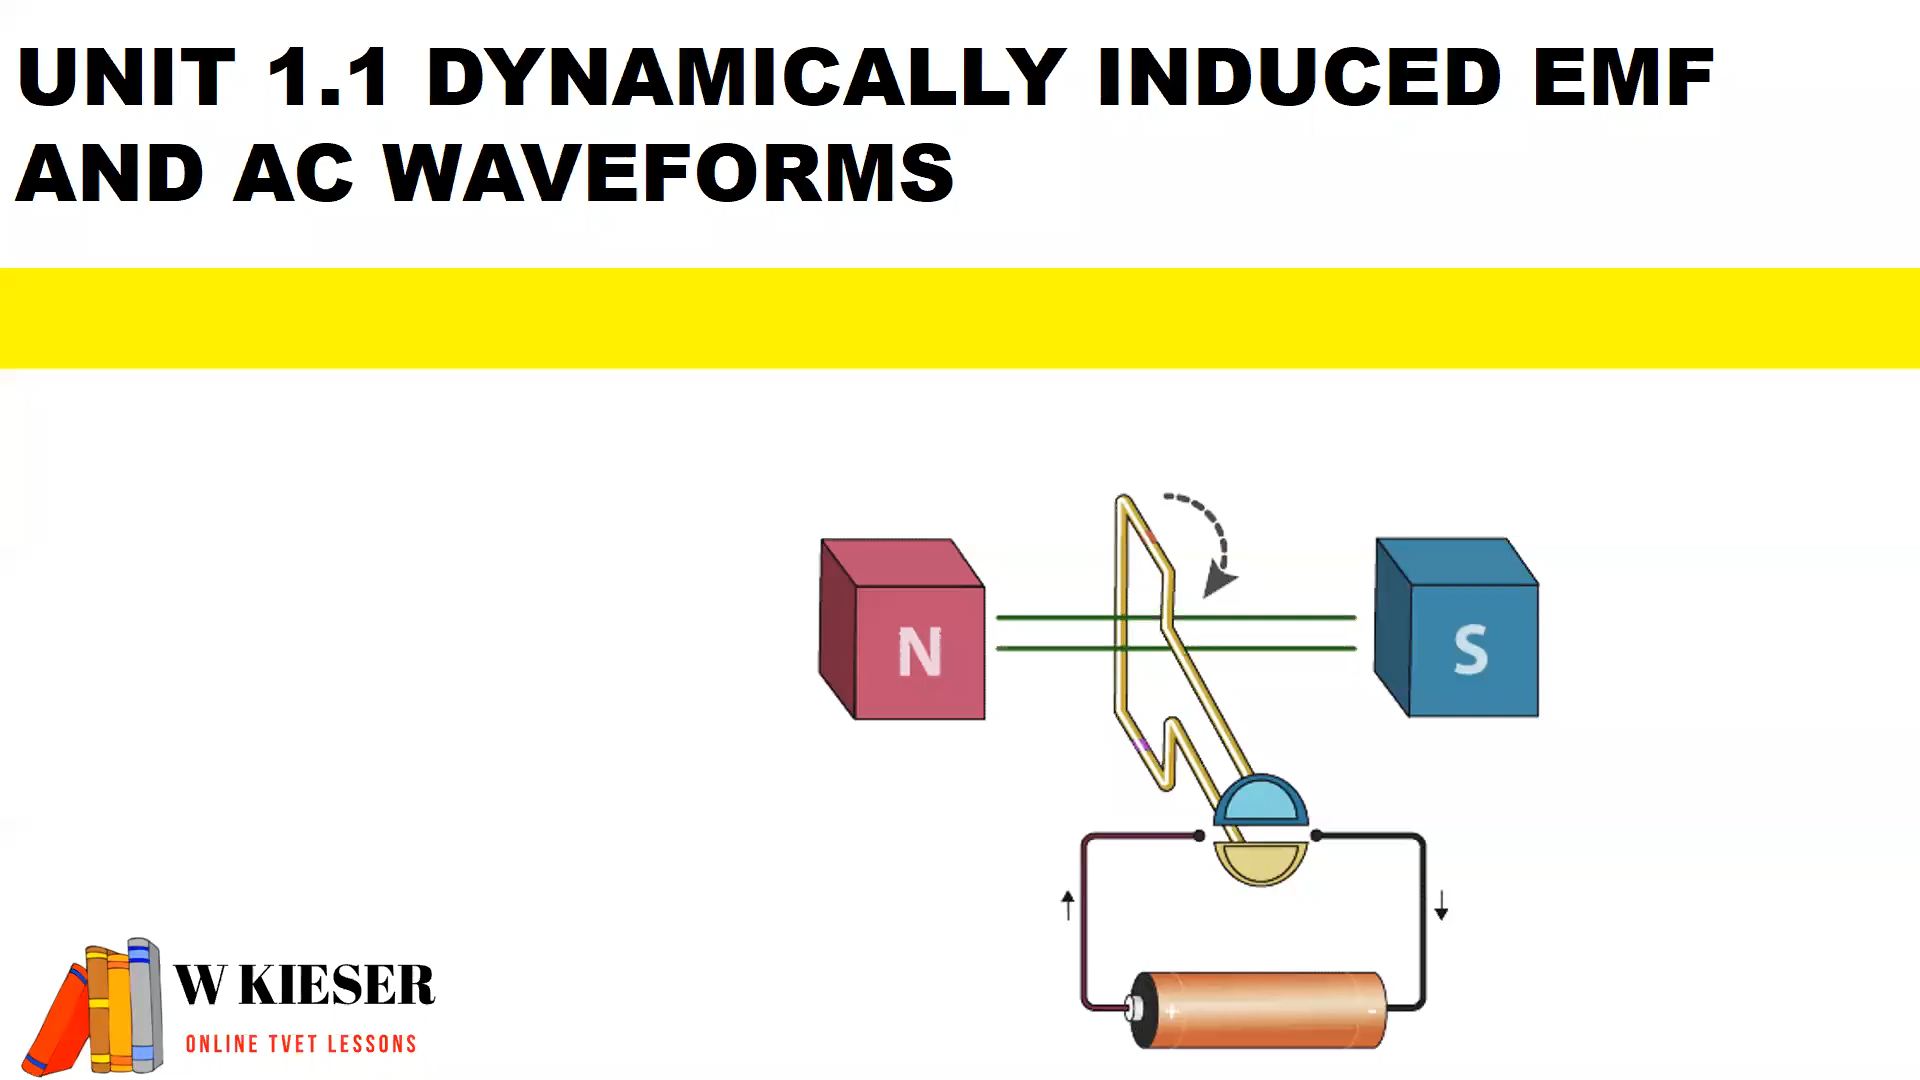 UNIT 1.1 DYNAMICALLY INDUCED EMF
AND AC WAVEFORMS
N
S
+
-
W KIESER
ONLINE TVET LESSONS